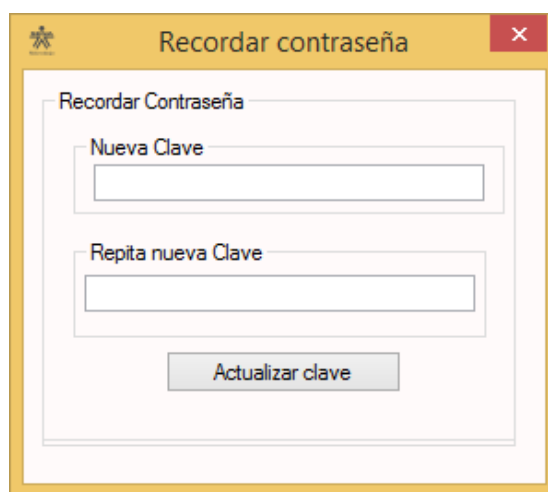 Recordar contraseña
Recordar Contraseña
Nueva Clave
Repita nueva Clave
Actualizar clave